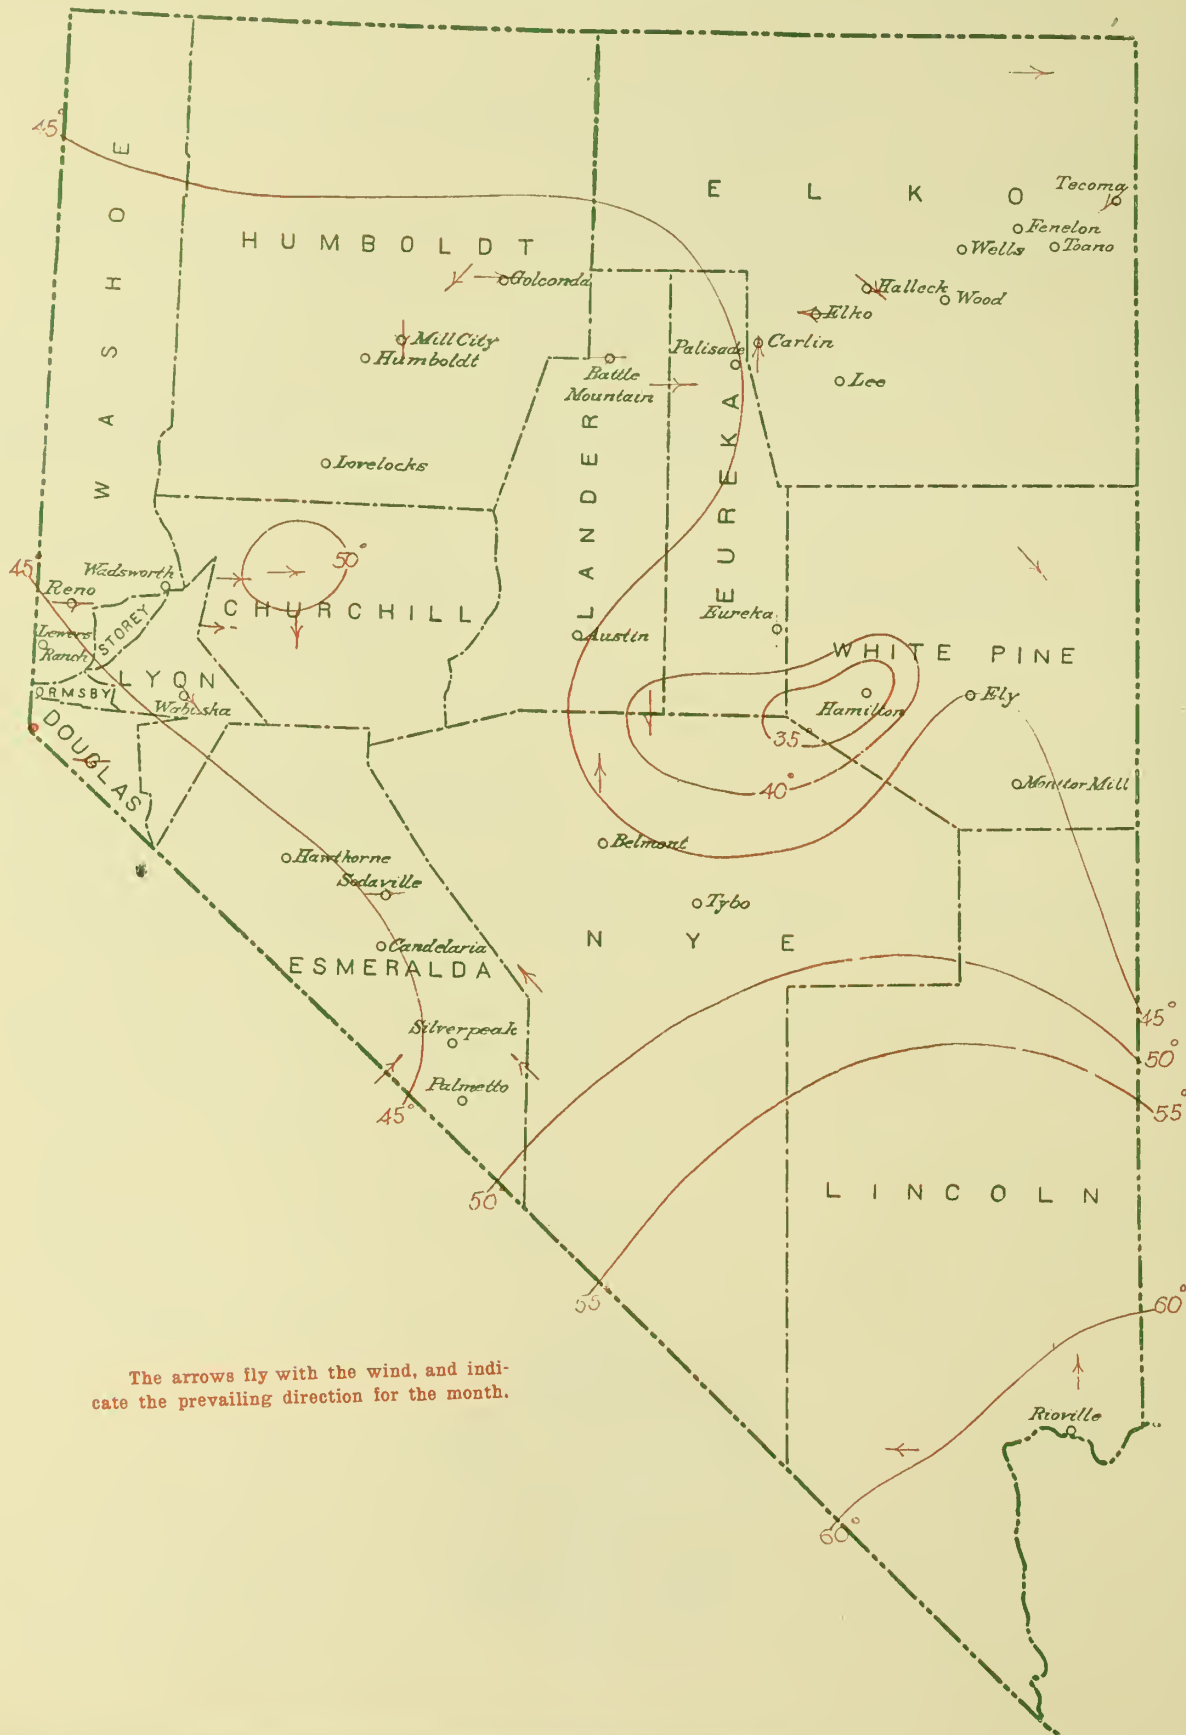 45°
WASHOE
HUMBOLDT
ELKO
Tecoma
Fenelon
Wells
Toano
Golconda
Halleck
Wood
Elko
Mill City
Humboldt
Battle
Mountain
Palisade
Carlin
Lee
Lovelocks
LANDER
EUREKA
45°
Wadsworth
50°
Reno
STOREY
CHURCHILL
Lewers
Ranch
Austin
Eureka
WHITE PINE
LYON
ORMSBY
Wabuska
Hamilton
Ely
DOUGLAS
35°
40°
Monitor Mill
Hawthorne
Belmont
Sodaville
Tybo
Candelaria
NYE
ESMERALDA
Silverpeak
45°
50°
Palmetto
45°
55°
50°
LINCOLN
55°
60°
The arrows fly with the wind, and indi-
cate the prevailing direction for the month.
Rioville
60°